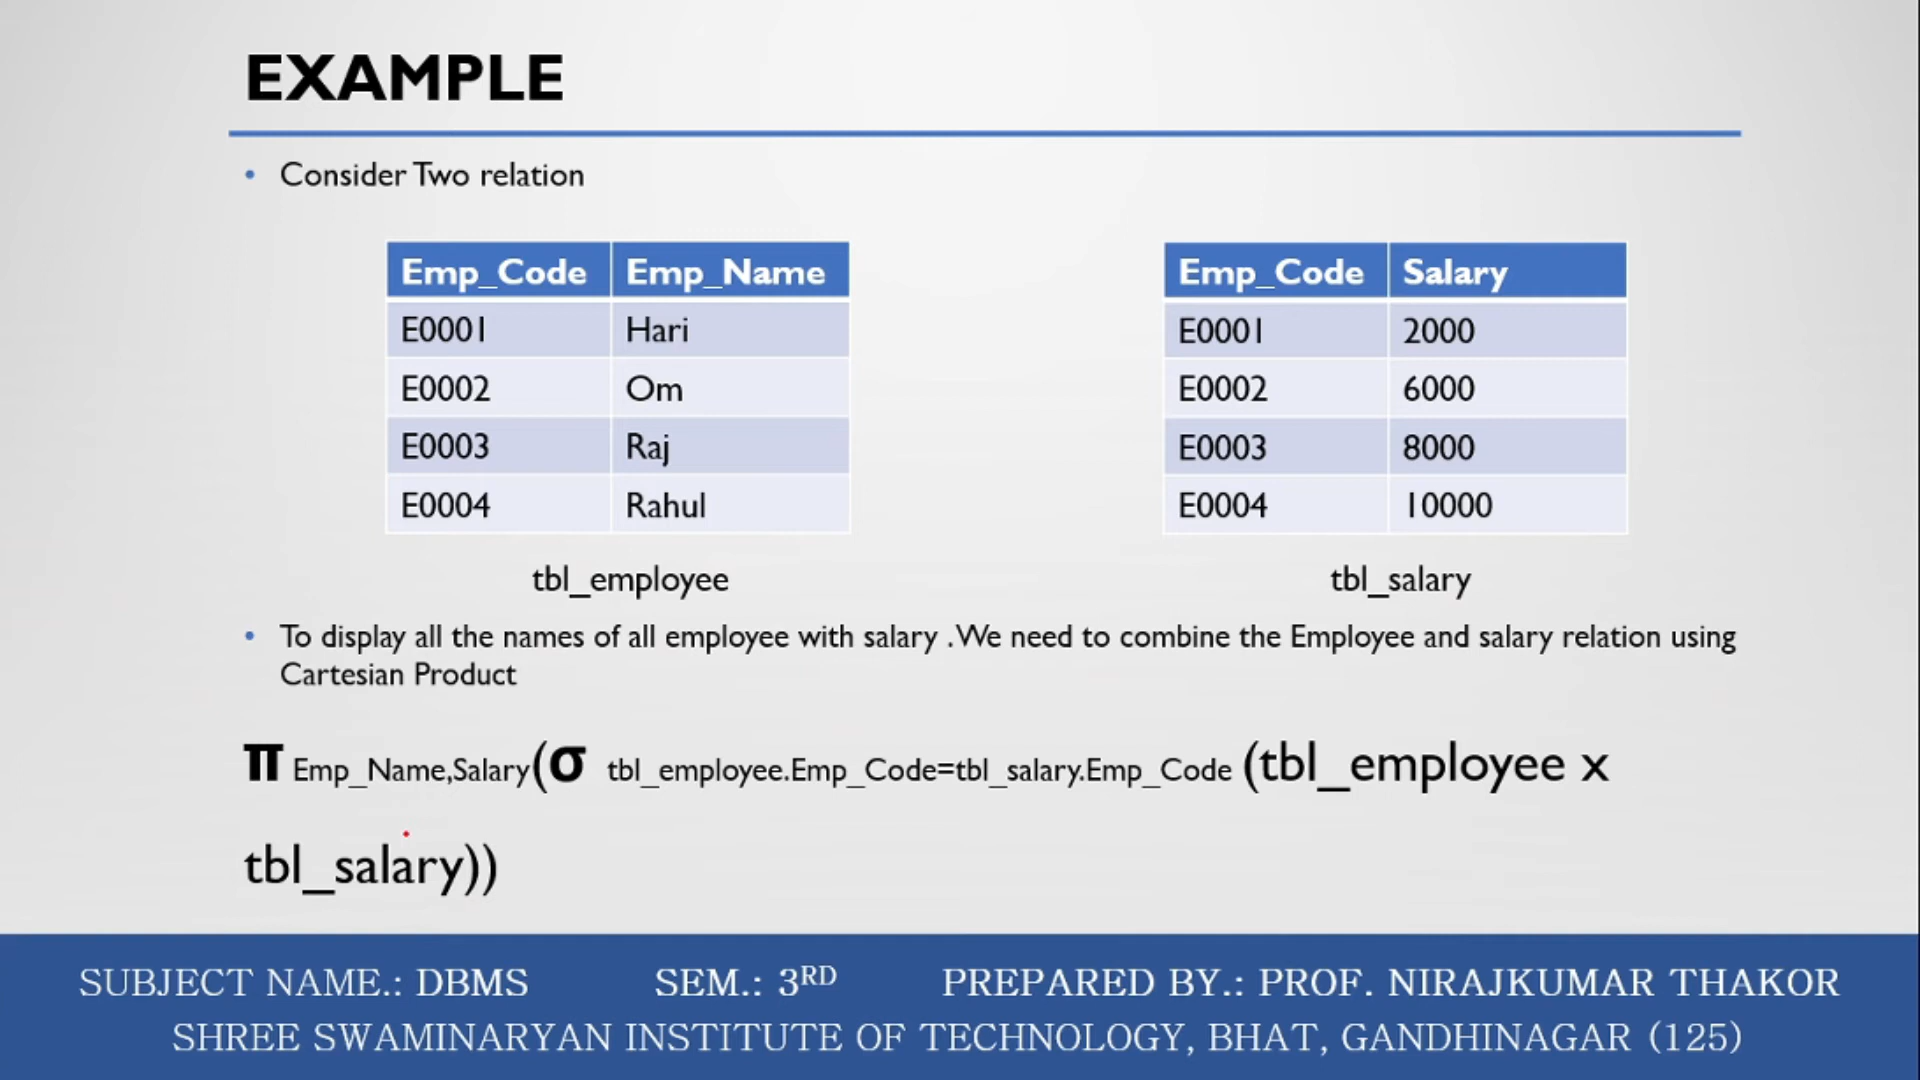 EXAMPLE
• Consider Two relation
Emp_Code Emp_Name
E0001 Hari
E0002 Om
E0003 Raj
E0004 Rahul
tbl_employee
Emp_Code Salary
E0001 2000
E0002 6000
E0003 8000
E0004 10000
tbl_salary
• To display all the names of all employee with salary .We need to combine the Employee and salary relation using
Cartesian Product
π Emp_Name,Salary(σ tbl_employee.Emp_Code=tbl_salary.Emp_Code (tbl_employee x
tbl_salary))
SUBJECT NAME.: DBMS SEM.: 3RD PREPARED BY.: PROF. NIRAJKUMAR THAKOR
SHREE SWAMINARYAN INSTITUTE OF TECHNOLOGY, BHAT, GANDHINAGAR (125)